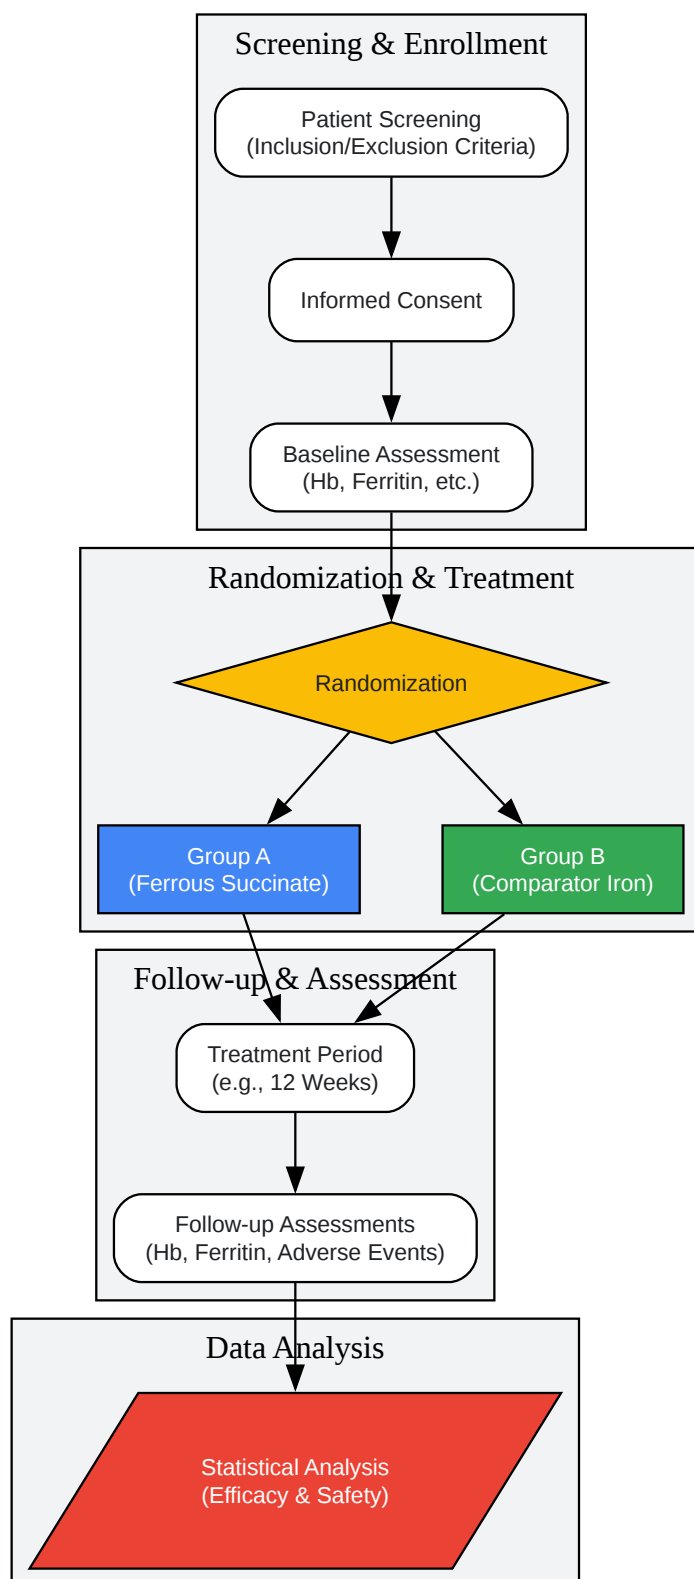 Screening & Enrollment
Patient Screening
(Inclusion/Exclusion Criteria)
Informed Consent
Baseline Assessment
(Hb, Ferritin, etc.)
Randomization & Treatment
Randomization
Group A
(Ferrous Succinate)
Group B
(Comparator Iron)
Follow-up & Assessment
Treatment Period
(e.g., 12 Weeks)
Follow-up Assessments
(Hb, Ferritin, Adverse Events)
Data Analysis
Statistical Analysis
(Efficacy & Safety)